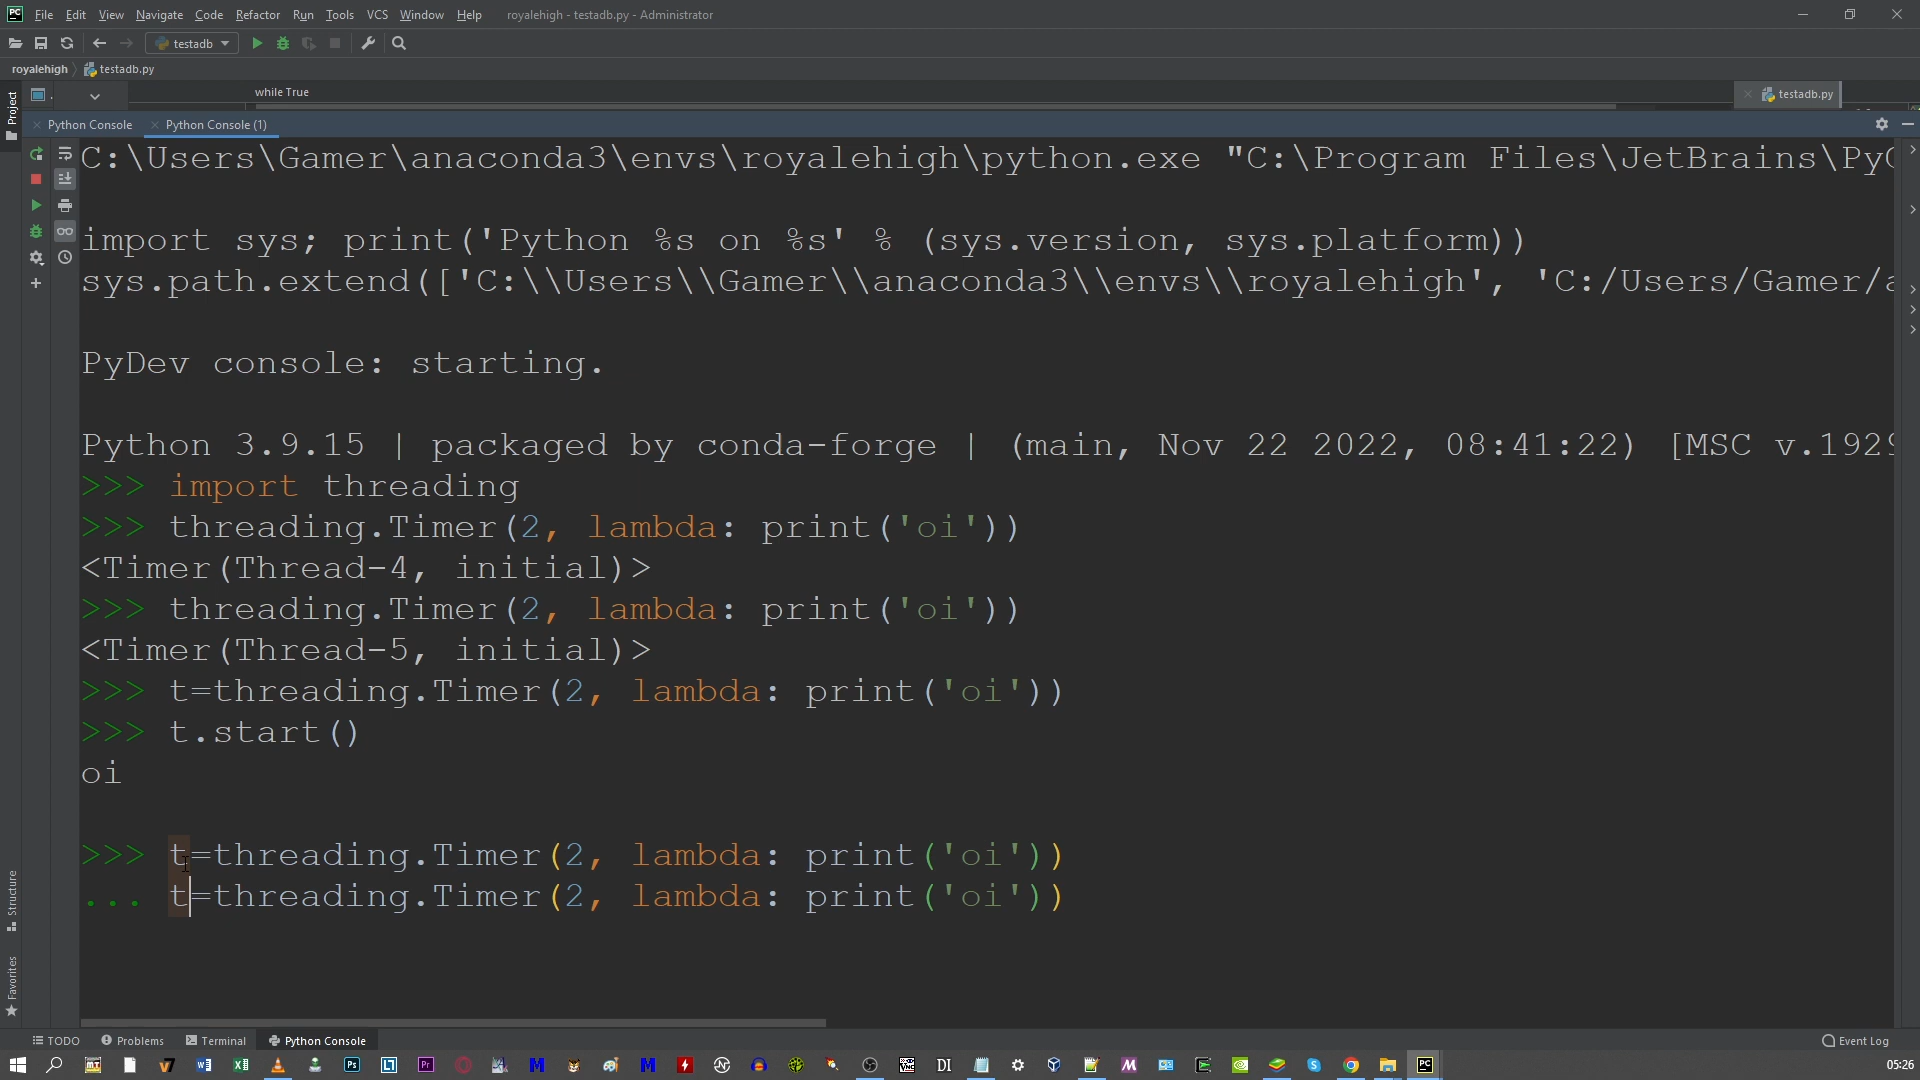 File Edit View Navigate Code Refactor Run Tools VCS Window Help royalehigh - testadb.py - Administrator
testadb
royalehigh testadb.py
while True
testadb.py
Project
Python Console Python Console (1)
C:\Users\Gamer\anaconda3\envs\royalehigh\python.exe "C:\Program Files\JetBrains\PyC
import sys; print('Python %s on %s' % (sys.version, sys.platform))
sys.path.extend(['C:\\Users\\Gamer\\anaconda3\\envs\\royalehigh', 'C:/Users/Gamer/a
PyDev console: starting.
Python 3.9.15 | packaged by conda-forge | (main, Nov 22 2022, 08:41:22) [MSC v.1929
>>> import threading
>>> threading.Timer(2, lambda: print('oi'))
<Timer(Thread-4, initial)>
>>> threading.Timer(2, lambda: print('oi'))
<Timer(Thread-5, initial)>
>>> t=threading.Timer(2, lambda: print('oi'))
>>> t.start()
oi
>>> t=threading.Timer(2, lambda: print('oi'))
... t=threading.Timer(2, lambda: print('oi'))
Structure
Favorites
TODO Problems Terminal Python Console Event Log
05:26